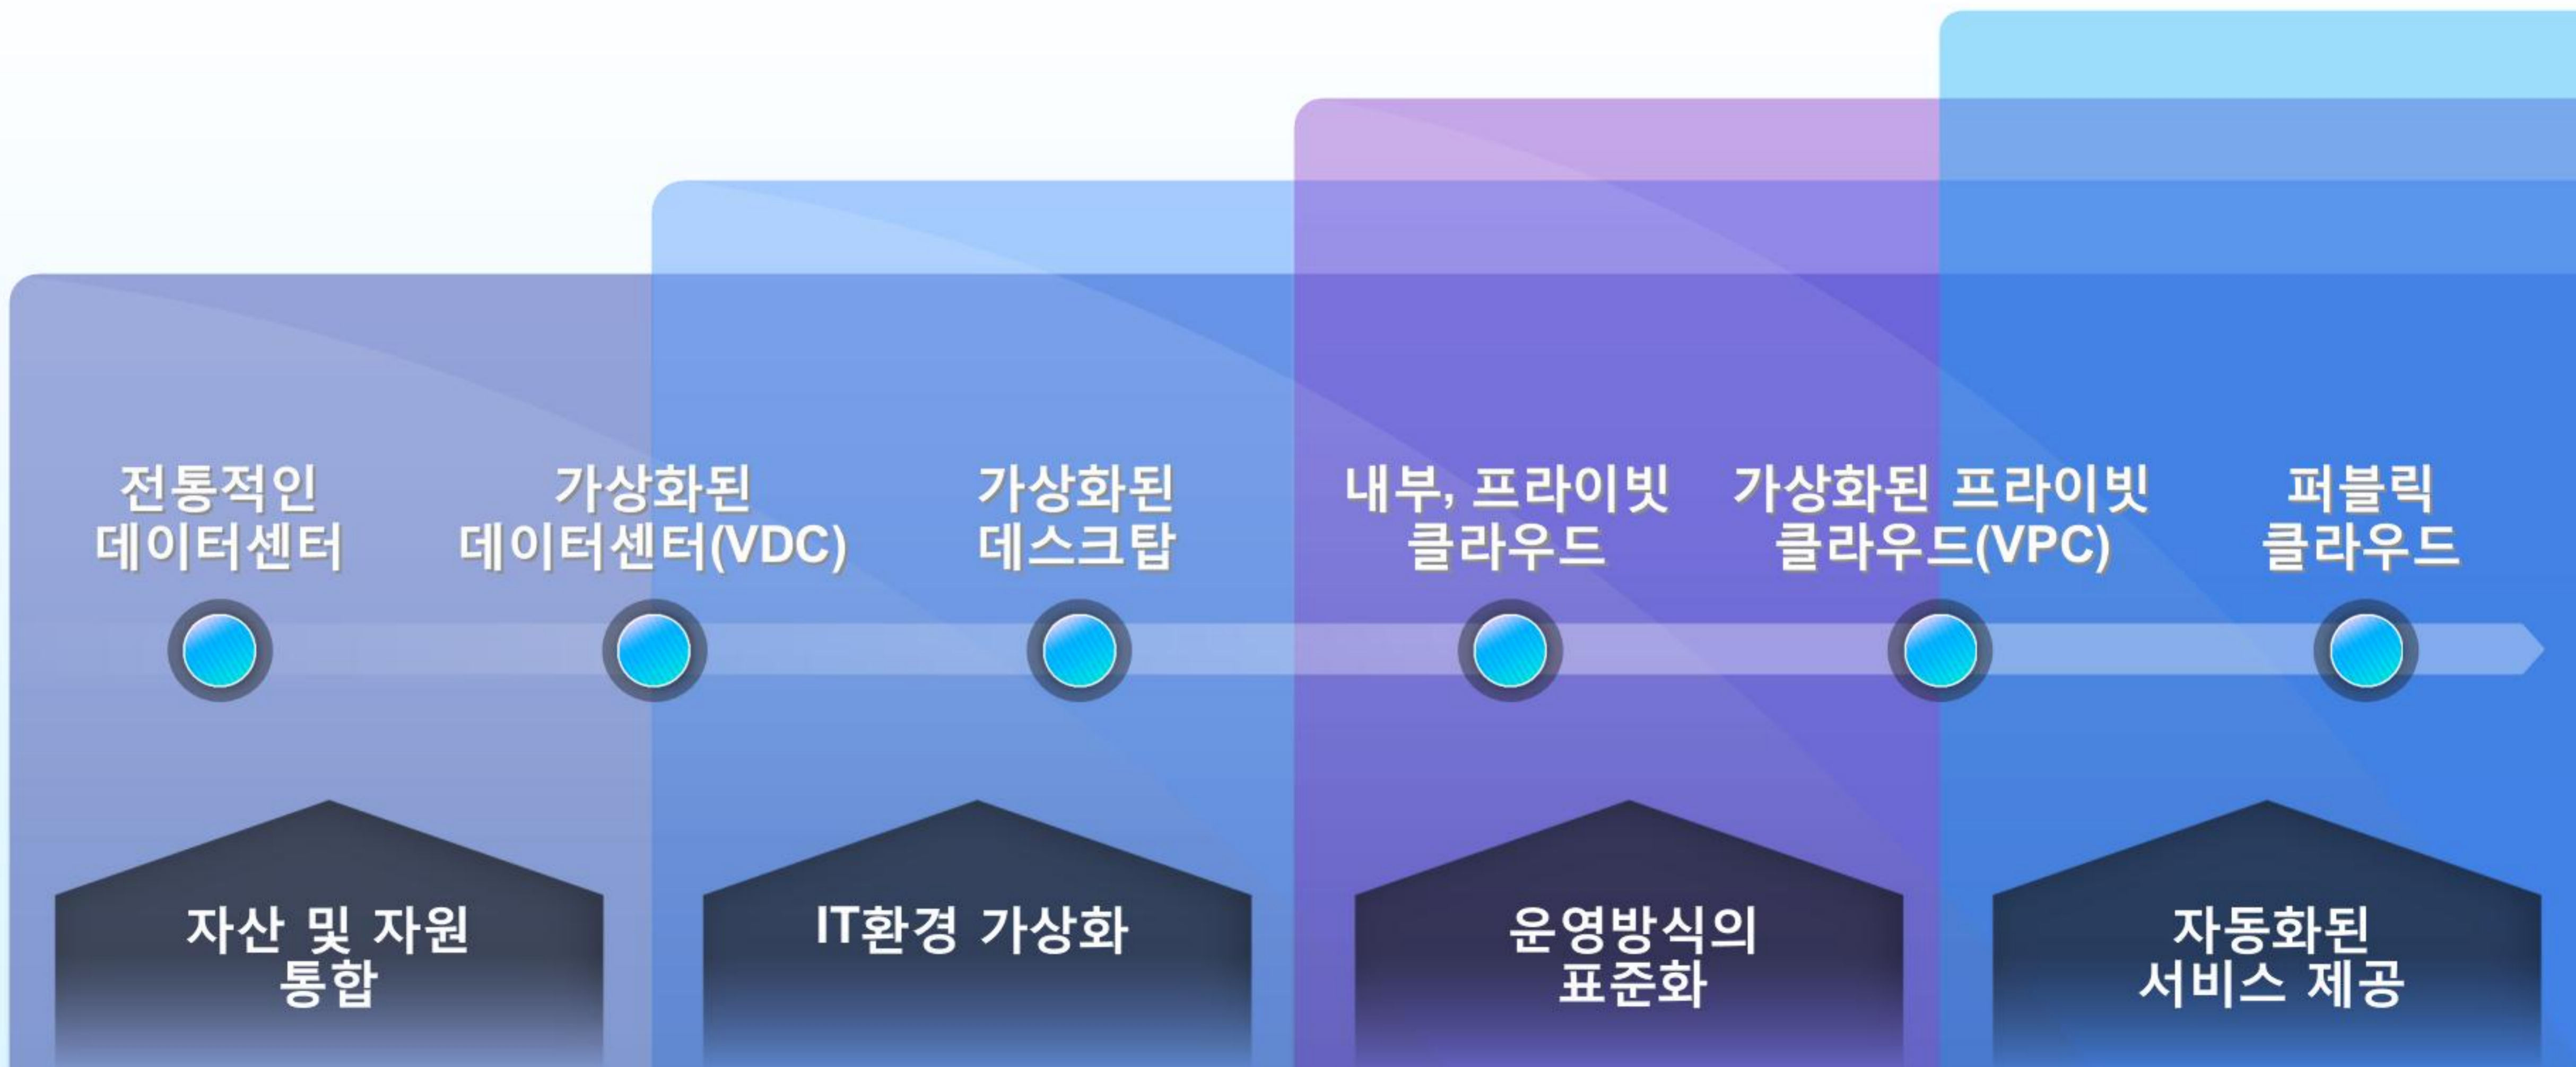 전통적인
데이터센터
가상화된
데이터센터(VDC)
가상화된
데스크탑
내부, 프라이빗
클라우드
가상화된 프라이빗
클라우드(VPC)
퍼블릭
클라우드
자산 및 자원
통합
IT환경 가상화
운영방식의
표준화
자동화된
서비스 제공